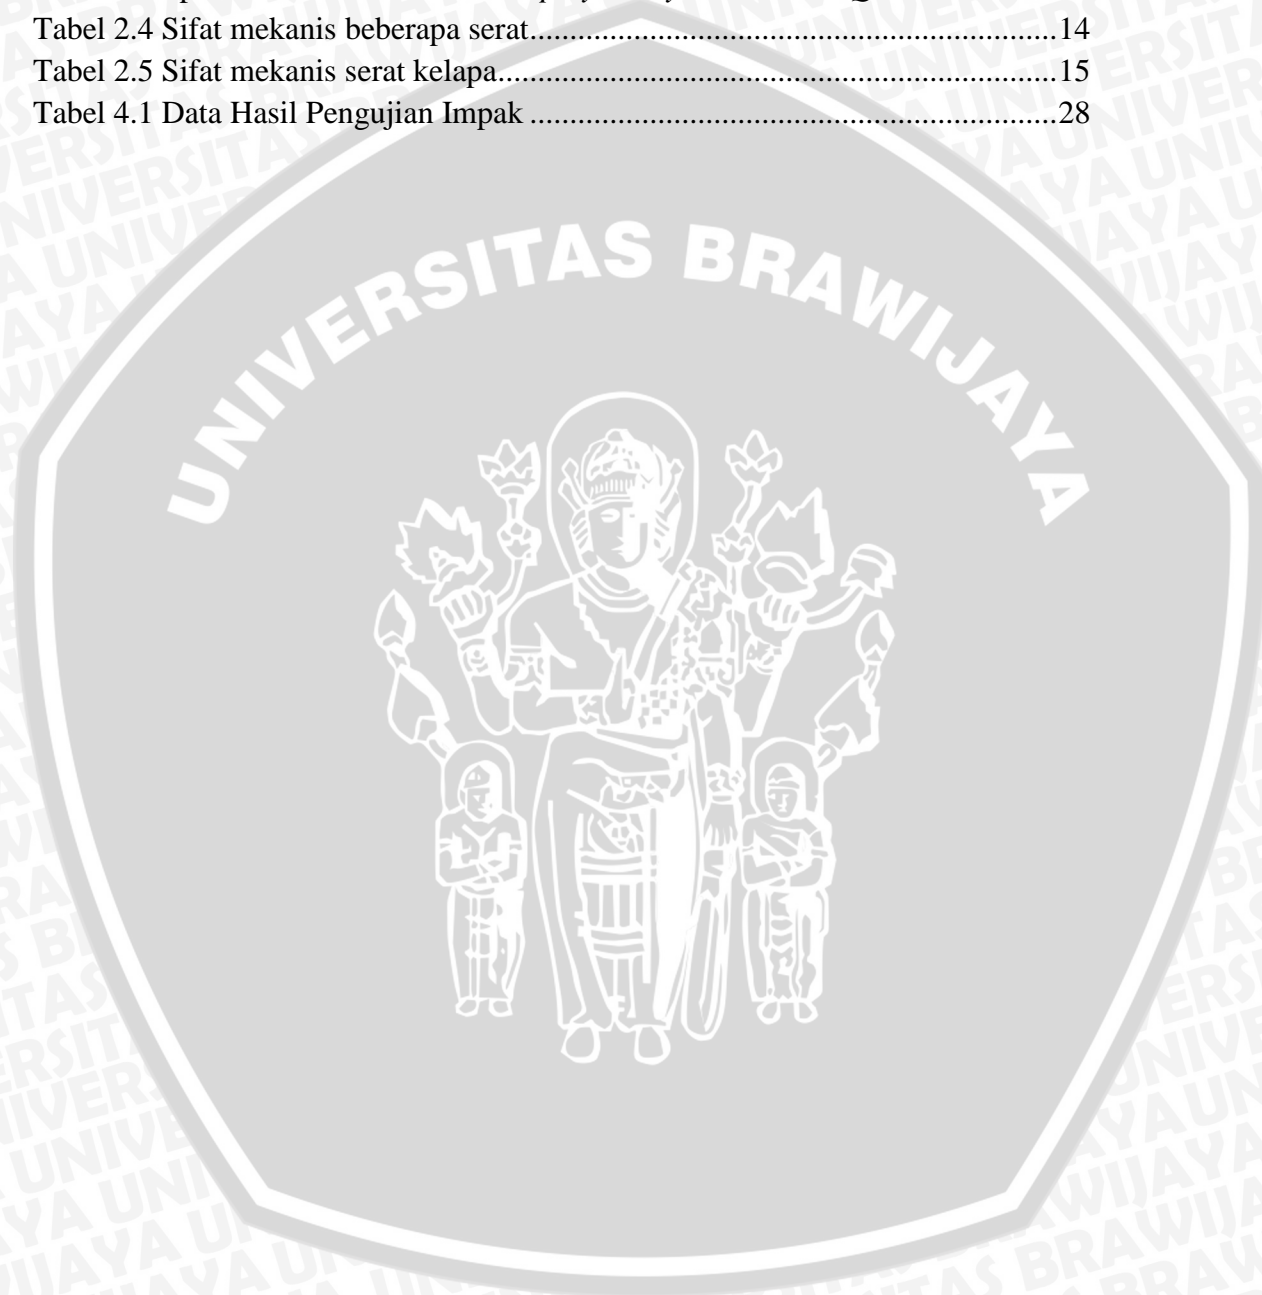 Tabel 2.4 Sifat mekanis beberapa serat.....................................................................14
Tabel 2.5 Sifat mekanis serat kelapa.........................................................................15
Tabel 4.1 Data Hasil Pengujian Impak .....................................................................28
UNIVERSITAS BRAWIJAYA